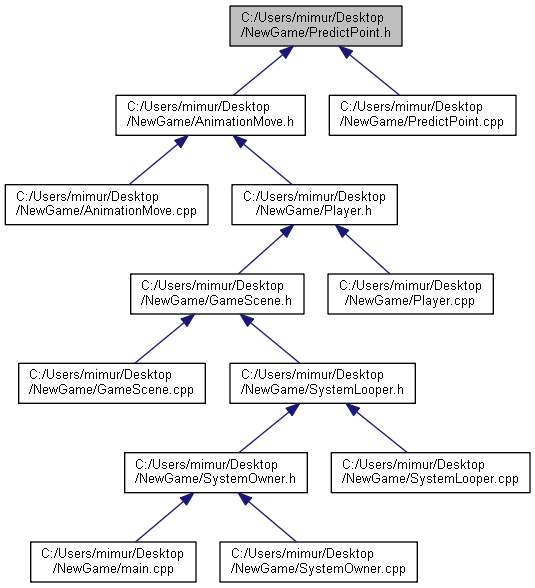 C:/Users/mimur/Desktop
/NewGame/PredictPoint.h
C:/Users/mimur/Desktop
/NewGame/AnimationMove.h
C:/Users/mimur/Desktop
/NewGame/PredictPoint.cpp
C:/Users/mimur/Desktop
/NewGame/AnimationMove.cpp
C:/Users/mimur/Desktop
/NewGame/Player.h
C:/Users/mimur/Desktop
/NewGame/GameScene.h
C:/Users/mimur/Desktop
/NewGame/Player.cpp
C:/Users/mimur/Desktop
/NewGame/GameScene.cpp
C:/Users/mimur/Desktop
/NewGame/SystemLooper.h
C:/Users/mimur/Desktop
/NewGame/SystemOwner.h
C:/Users/mimur/Desktop
/NewGame/SystemLooper.cpp
C:/Users/mimur/Desktop
/NewGame/main.cpp
C:/Users/mimur/Desktop
/NewGame/SystemOwner.cpp